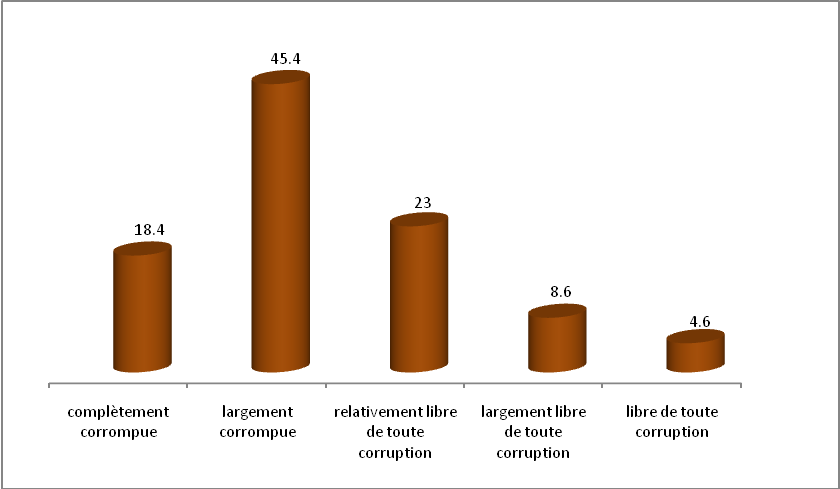 45.4
23
18.4
8.6
4.6
complètement
corrompue
largement
corrompue
relativement libre
de toute
corruption
largement libre
de toute
corruption
libre de toute
corruption